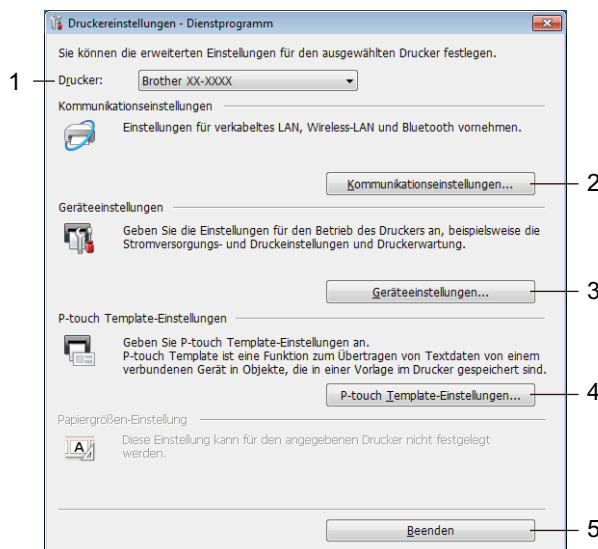 Druckereinstellungen - Dienstprogramm
Sie können die erweiterten Einstellungen für den ausgewählten Drucker festlegen.
1
Drucker:
Brother XX-XXXX
Kommunikationseinstellungen
Einstellungen für verkabeltes LAN, Wireless-LAN und Bluetooth vornehmen.
Kommunikationseinstellungen...
2
Geräteeinstellungen
Geben Sie die Einstellungen für den Betrieb des Druckers an, beispielsweise die
Stromversorgungs- und Druckeinstellungen und Druckerwartung.
Geräteeinstellungen...
3
P-touch Template-Einstellungen
Geben Sie P-touch Template-Einstellungen an.
P-touch Template ist eine Funktion zum Übertragen von Textdaten von einem
verbundenen Gerät in Objekte, die in einer Vorlage im Drucker gespeichert sind.
P-touch Template-Einstellungen...
4
Papiergrößen-Einstellung
A
Diese Einstellung kann für den angegebenen Drucker nicht festgelegt
werden.
Beenden
5